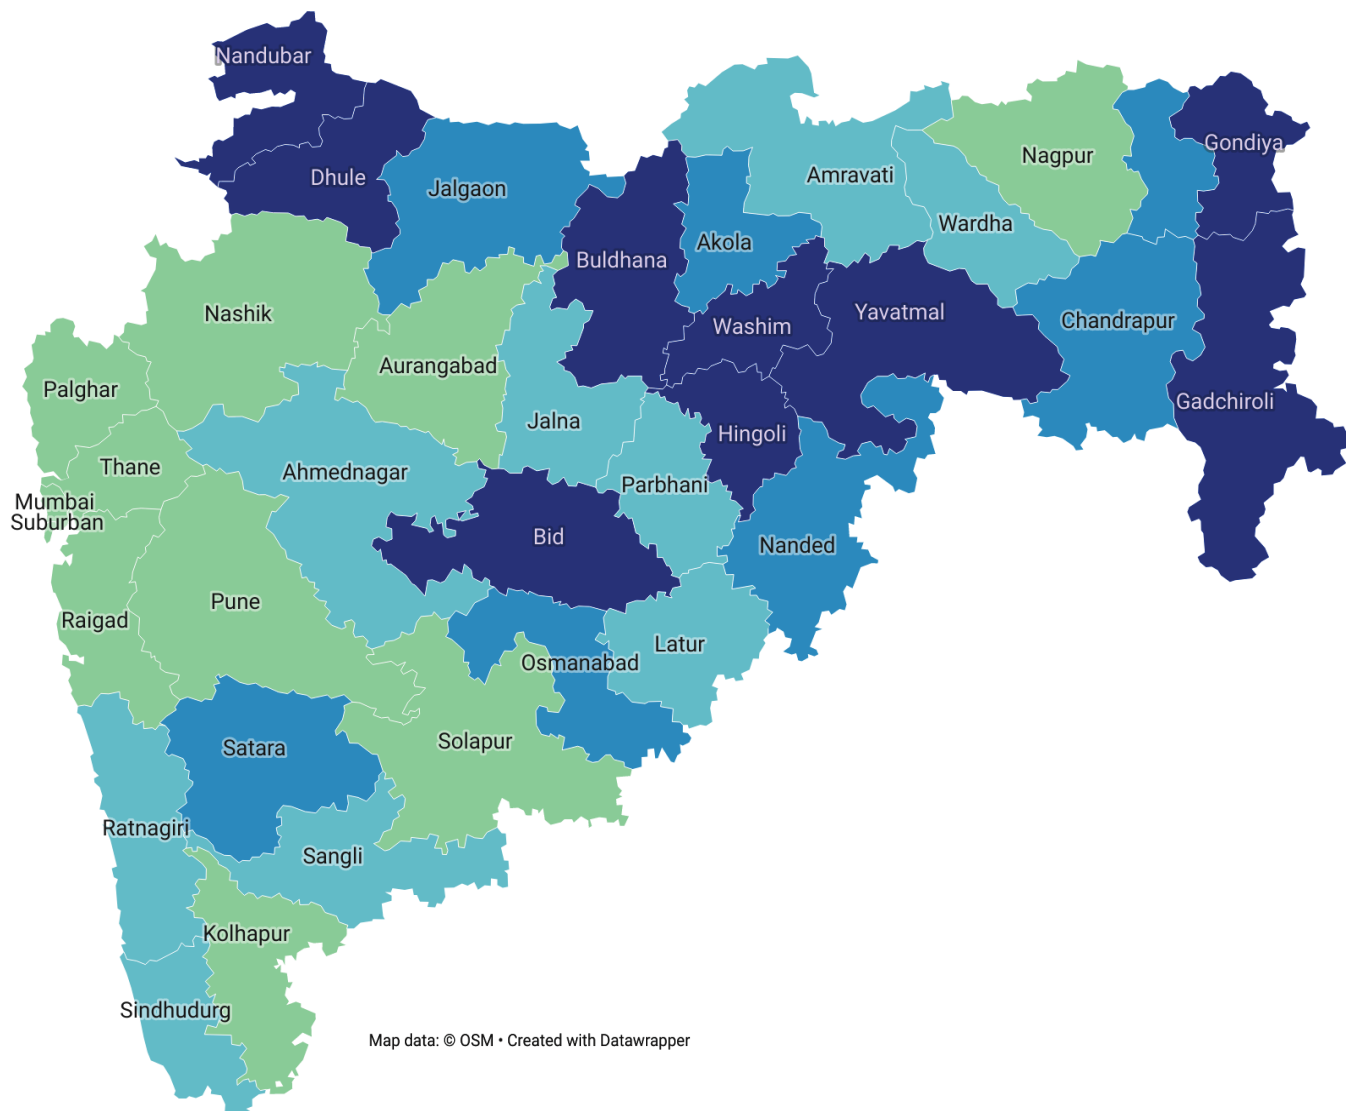 Nandubar
Gondiya
Nagpur
Dhule
Jalgaon
Amravati
Wardha
Akola
Buldhana
Nashik
Yavatmal
Washim
Chandrapur
Aurangabad
Palghar
Gadchiroli
Jalna
Hingoli
Thane
Ahmednagar
Parbhani
Mumbai
Suburban
Bid
Nanded
Pune
Raigad
Latur
Osmanabad
Solapur
Satara
Ratnagiri
Sangli
Kolhapur
Sindhudurg
Map data: © OSM • Created with Datawrapper